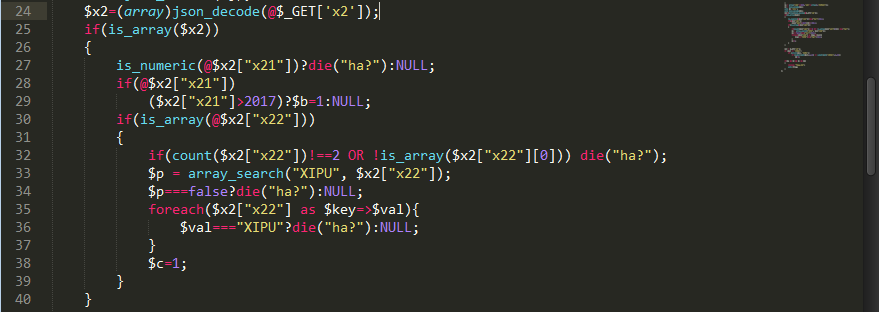 24 $x2=(array)json_decode(@$_GET['x2']);
25 if(is_array($x2))
26 {
27 is_numeric(@$x2["x21"])?die("ha?"):NULL;
28 if(@$x2["x21"])
29 ($x2["x21"]>2017)?$b=1:NULL;
30 if(is_array(@$x2["x22"]))
31 {
32 if(count($x2["x22"])!==2 OR !is_array($x2["x22"][0])) die("ha?");
33 $p = array_search("XIPU", $x2["x22"]);
34 $p===false?die("ha?"):NULL;
35 foreach($x2["x22"] as $key=>$val){
36 $val==="XIPU"?die("ha?"):NULL;
37 }
38 $c=1;
39 }
40 }